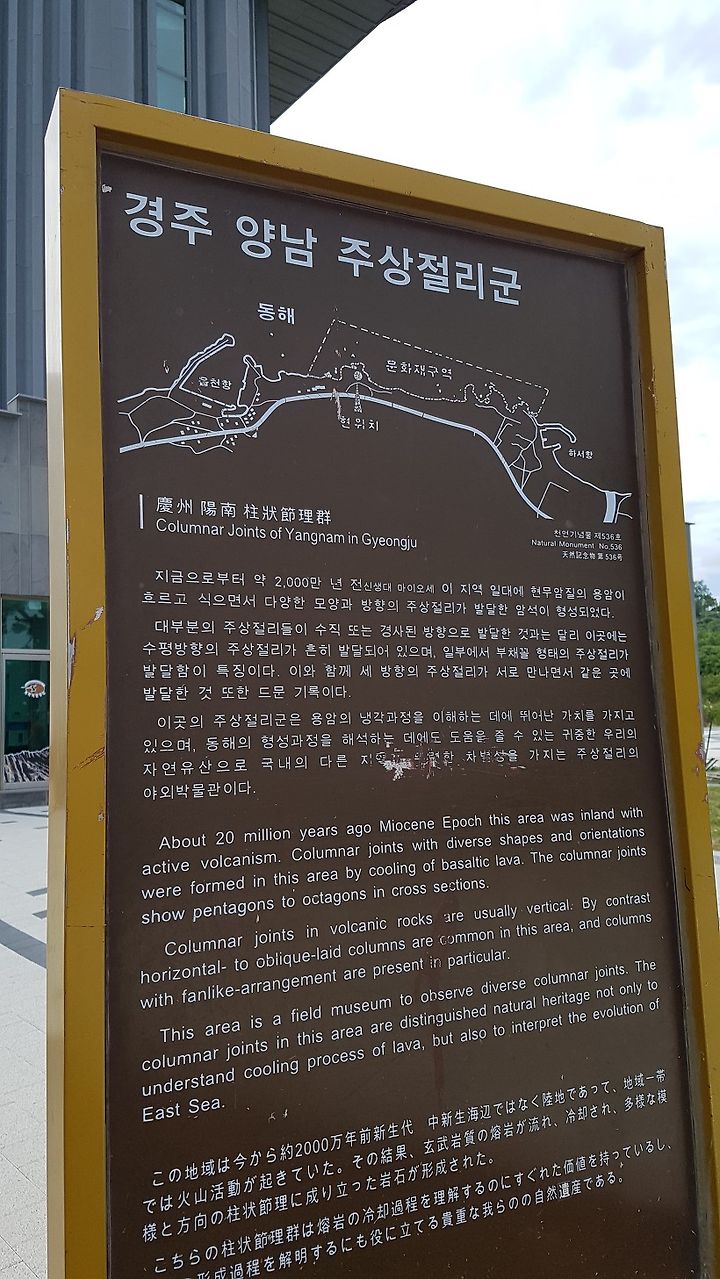 경주 양남 주상절리군
동해
문화재구역
읍천항
현위치
하서항
慶州 陽南 柱狀節理群
Columnar Joints of Yangnam in Gyeongju
천연기념물 제536호
Natural Monument No.536
天然記念物 第536号
지금으로부터 약 2,000만 년 전신생대 마이오세 이 지역 일대에 현무암질의 용암이
흐르고 식으면서 다양한 모양과 방향의 주상절리가 발달한 암석이 형성되었다.
대부분의 주상절리들이 수직 또는 경사된 방향으로 발달한 것과는 달리 이곳에는
수평방향의 주상절리가 흔히 발달되어 있으며, 일부에서 부채꼴 형태의 주상절리가
발달함이 특징이다. 이와 함께 세 방향의 주상절리가 서로 만나면서 같은 곳에
발달한 것 또한 드문 기록이다.
이곳의 주상절리군은 용암의 냉각과정을 이해하는 데에 뛰어난 가치를 가지고
있으며, 동해의 형성과정을 해석하는 데에도 도움을 줄 수 있는 귀중한 우리의
자연유산으로 국내의 다른 차별성을 가지는 주상절리의
야외박물관이다.
About 20 million years ago Miocene Epoch this area was inland with
active volcanism. Columnar joints with diverse shapes and orientations
were formed in this area by cooling of basaltic lava. The columnar joints
show pentagons to octagons in cross sections.
Columnar joints in volcanic rocks are usually vertical. By contrast
horizontal- to oblique-laid columns are common in this area, and columns
with fanlike-arrangement are present in particular.
This area is a field museum to observe diverse columnar joints. The
columnar joints in this area are distinguished natural heritage not only to
understand cooling process of lava, but also to interpret the evolution of
East Sea.
この地域は今から約2000万年前新生代 中新生海辺ではなく陸地であって、地域一帯
では火山活動が起きていた。その結果、玄武岩質の熔岩が流れ、冷却され、多様な模
様と方向の柱状節理に成り立った岩石が形成された。
こちらの柱状節理群は熔岩の冷却過程を理解するのにすぐれた価値を持っているし、
形成過程を解明するにも役に立てる貴重な我らのの自然遺産である。